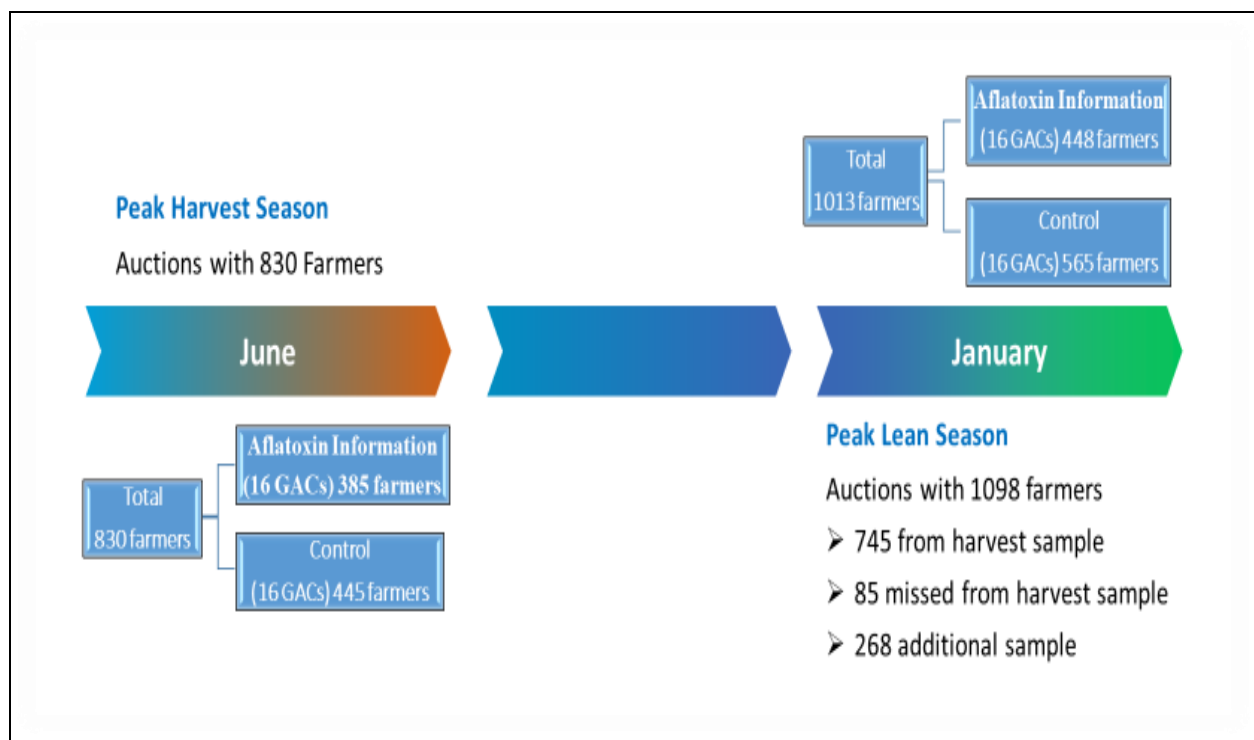 Peak Harvest Season
Auctions with 830 Farmers
June
Total
830 farmers
Aflatoxin Information
(16 GACs) 385 farmers
Control
(16 GACs) 445 farmers
Total
1013 farmers
Aflatoxin Information
(16 GACs) 448 farmers
Control
(16 GACs) 565 farmers
January
Peak Lean Season
Auctions with 1098 farmers
➢ 745 from harvest sample
➢ 85 missed from harvest sample
➢ 268 additional sample